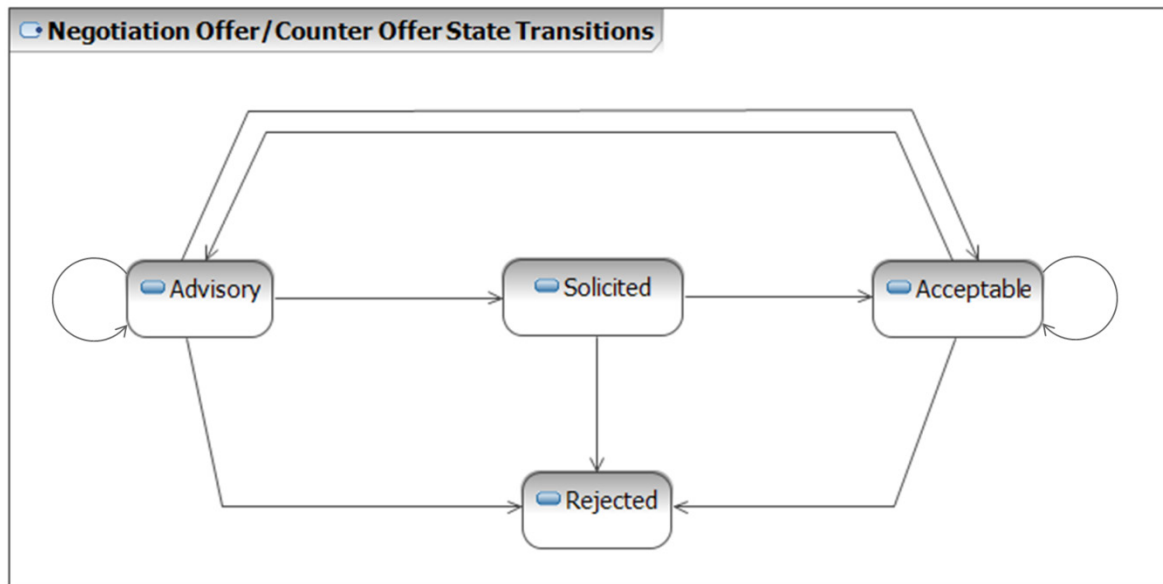 Negotiation Offer/Counter Offer State Transitions
Advisory
Solicited
Acceptable
Rejected